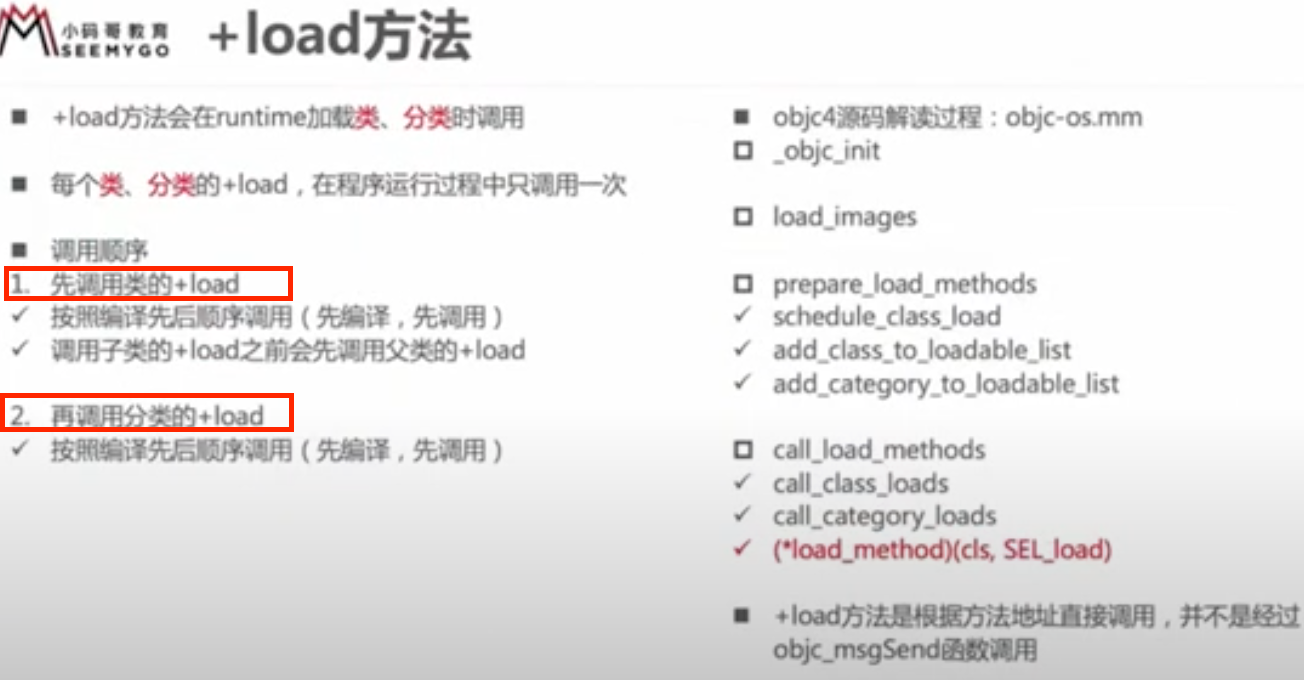 小码哥教育
SEEMYGO
+load方法
■ +load方法会在runtime加载类、分类时调用
■ 每个类、分类的+load，在程序运行过程中只调用一次
■ 调用顺序
1. 先调用类的+load
✓ 按照编译先后顺序调用（先编译，先调用）
✓ 调用子类的+load之前会先调用父类的+load
2. 再调用分类的+load
✓ 按照编译先后顺序调用（先编译，先调用）
■ objc4源码解读过程：objc-os.mm
□ _objc_init
□ load_images
□ prepare_load_methods
✓ schedule_class_load
✓ add_class_to_loadable_list
✓ add_category_to_loadable_list
□ call_load_methods
✓ call_class_loads
✓ call_category_loads
✓ (*load_method)(cls, SEL_load)
■ +load方法是根据方法地址直接调用，并不是经过
objc_msgSend函数调用